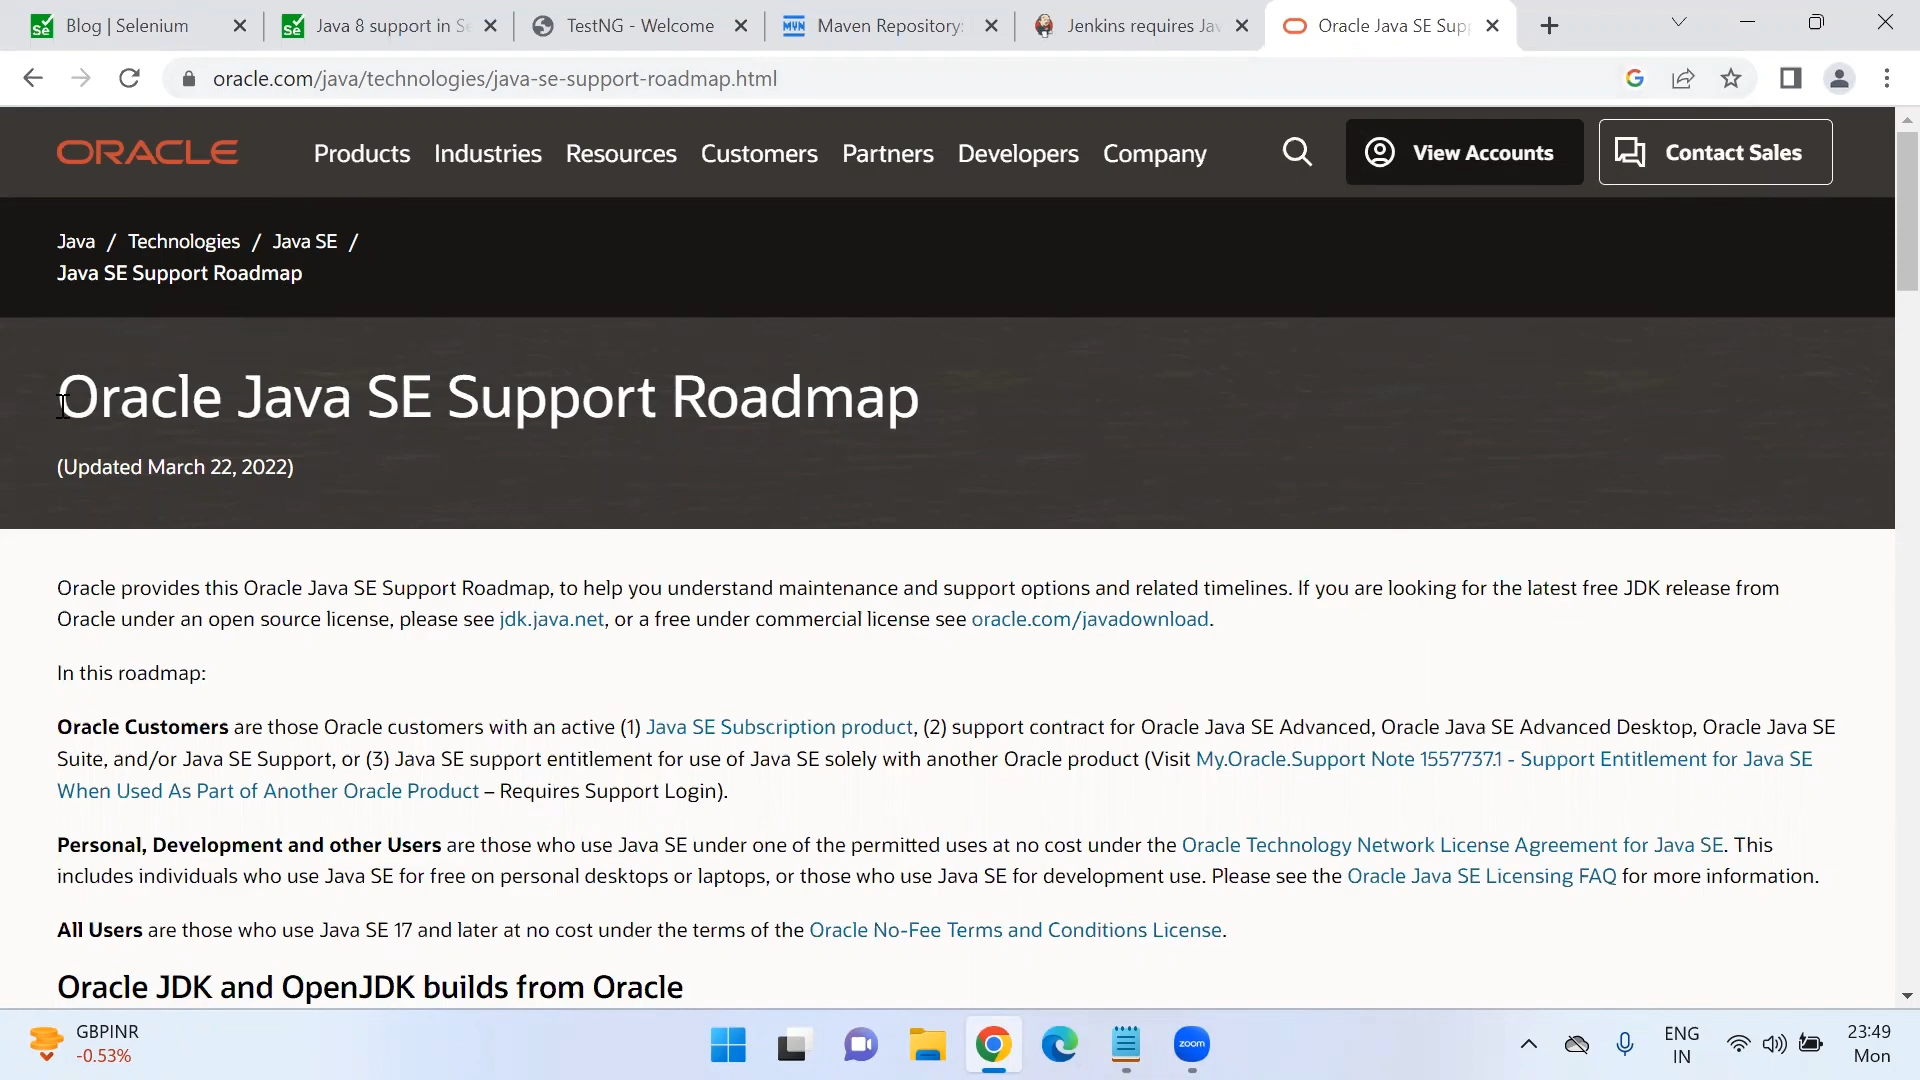 Blog | Selenium
Java 8 support in Se
TestNG - Welcome
Maven Repository:
Jenkins requires Jav
Oracle Java SE Supp
oracle.com/java/technologies/java-se-support-roadmap.html
ORACLE
Products
Industries
Resources
Customers
Partners
Developers
Company
View Accounts
Contact Sales
Java / Technologies / Java SE /
Java SE Support Roadmap
Oracle Java SE Support Roadmap
(Updated March 22, 2022)
Oracle provides this Oracle Java SE Support Roadmap, to help you understand maintenance and support options and related timelines. If you are looking for the latest free JDK release from
Oracle under an open source license, please see jdk.java.net, or a free under commercial license see oracle.com/javadownload.
In this roadmap:
Oracle Customers are those Oracle customers with an active (1) Java SE Subscription product, (2) support contract for Oracle Java SE Advanced, Oracle Java SE Advanced Desktop, Oracle Java SE
Suite, and/or Java SE Support, or (3) Java SE support entitlement for use of Java SE solely with another Oracle product (Visit My.Oracle.Support Note 1557737.1 - Support Entitlement for Java SE
When Used As Part of Another Oracle Product – Requires Support Login).
Personal, Development and other Users are those who use Java SE under one of the permitted uses at no cost under the Oracle Technology Network License Agreement for Java SE. This
includes individuals who use Java SE for free on personal desktops or laptops, or those who use Java SE for development use. Please see the Oracle Java SE Licensing FAQ for more information.
All Users are those who use Java SE 17 and later at no cost under the terms of the Oracle No-Fee Terms and Conditions License.
Oracle JDK and OpenJDK builds from Oracle
GBPINR
-0.53%
zoom
ENG
IN
23:49
Mon